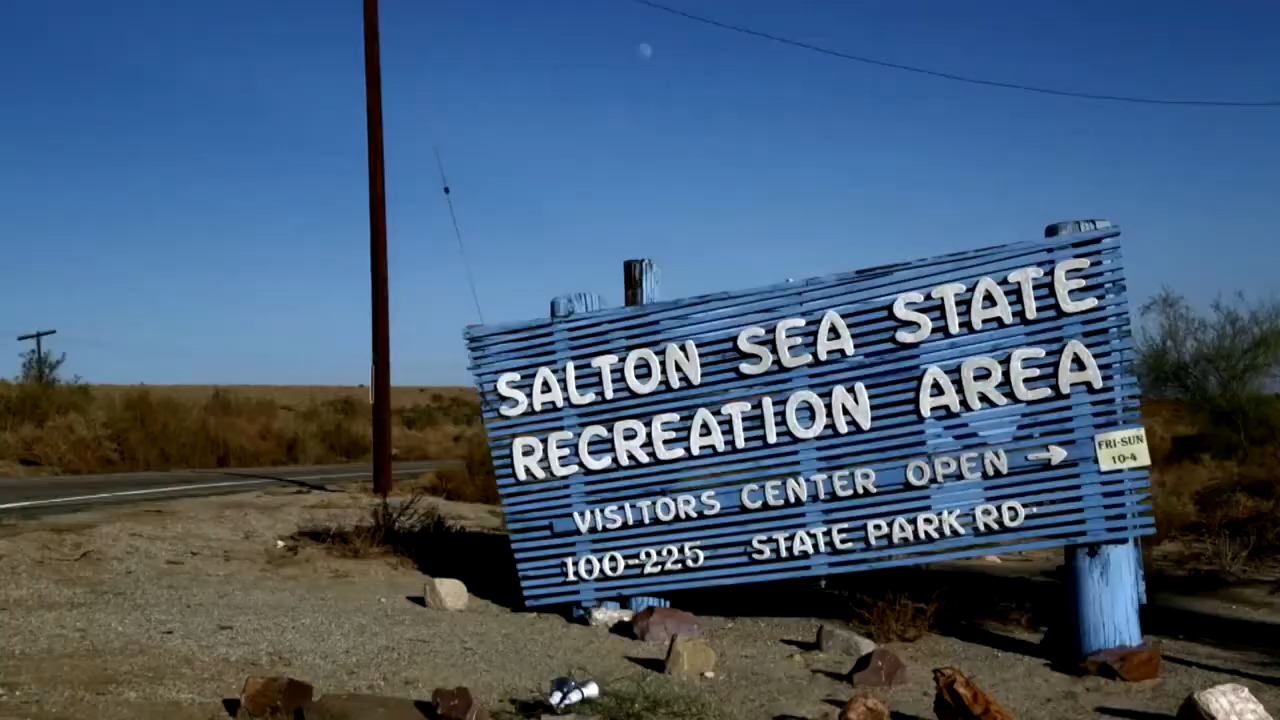 SALTON SEA STATE
RECREATION AREA
VISITORS CENTER OPEN →
FRI-SUN
10-4
100-225 STATE PARK RD.